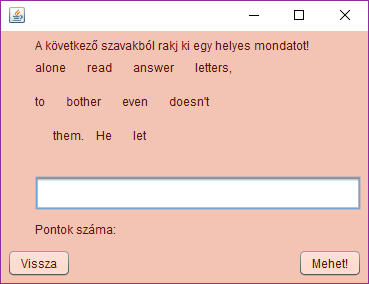 A következő szavakból rakj ki egy helyes mondatot!
alone read answer letters,
to bother even doesn't
them. He let
Pontok száma:
Vissza Mehet!